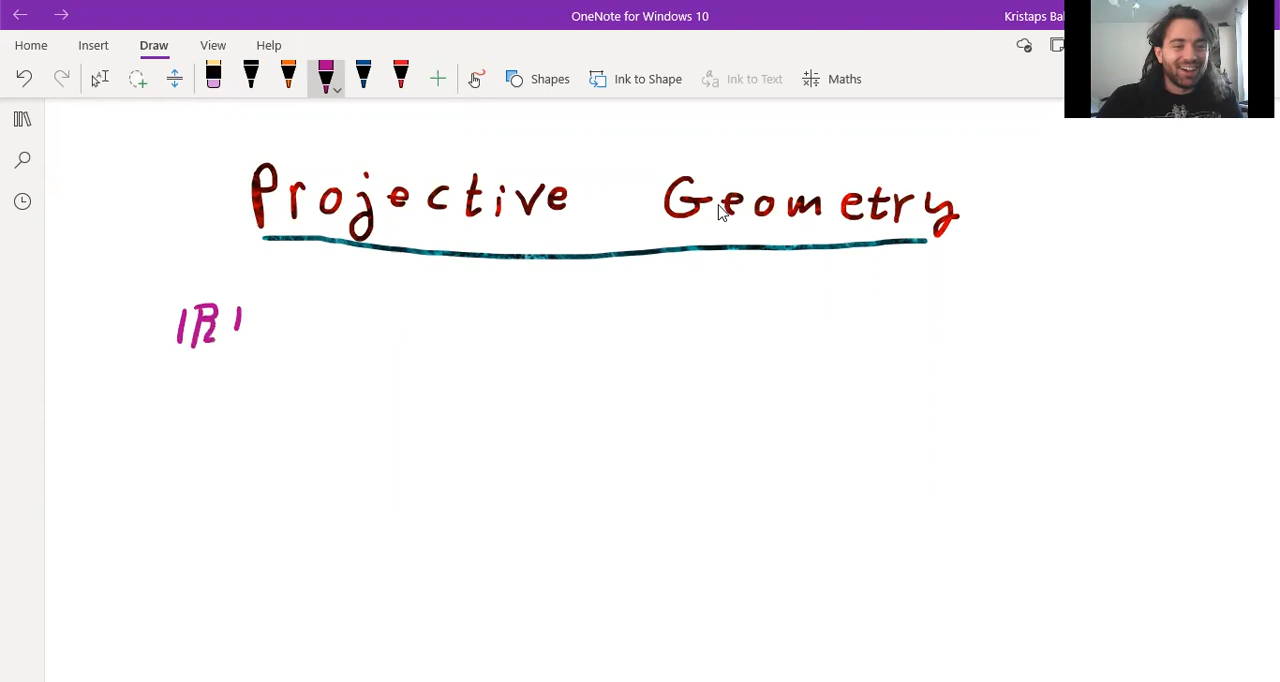 OneNote for Windows 10
Home Insert Draw View Help
Shapes Ink to Shape Ink to Text Maths
Projective Geometry
ℝ¹